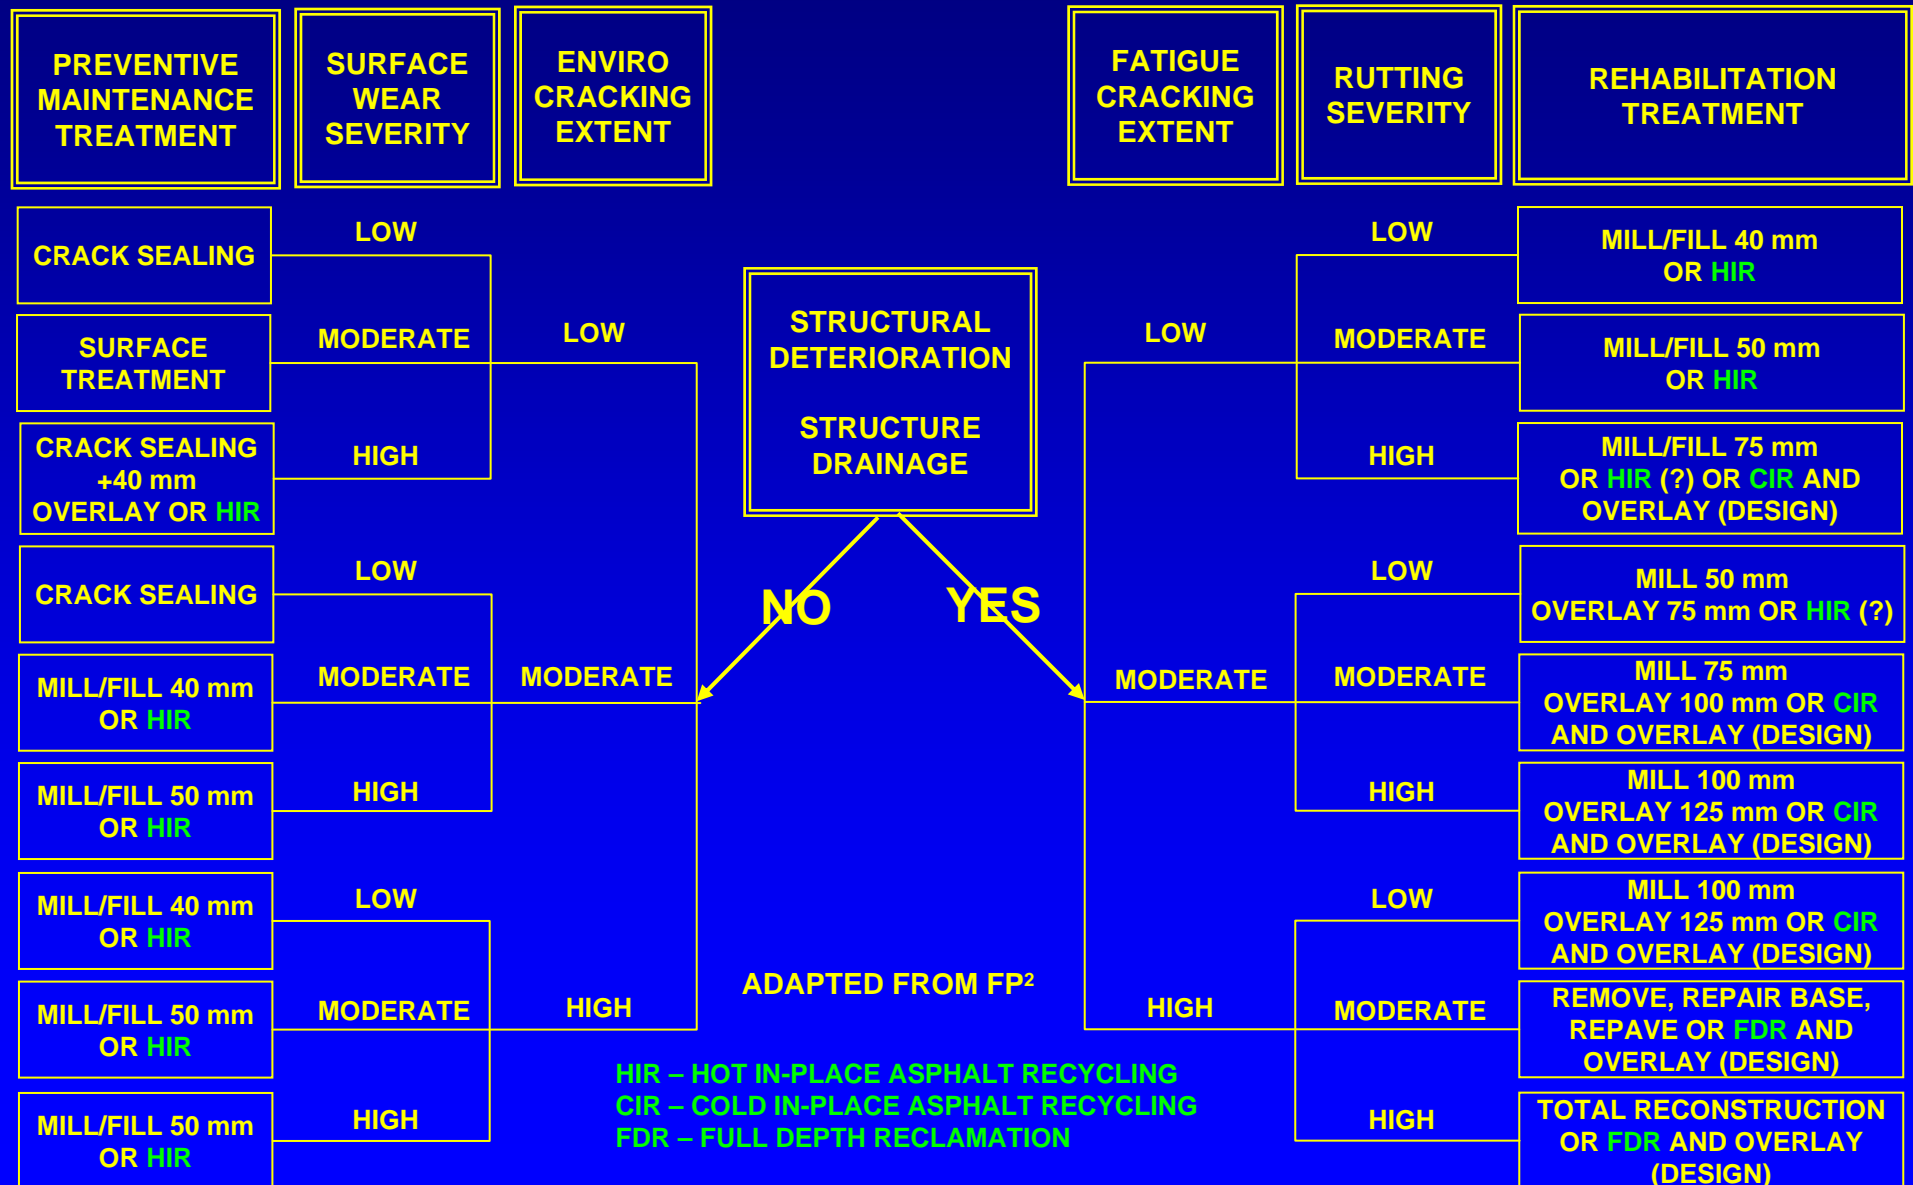 PREVENTIVE
MAINTENANCE
TREATMENT
SURFACE
WEAR
SEVERITY
ENVIRO
CRACKING
EXTENT
FATIGUE
CRACKING
EXTENT
RUTTING
SEVERITY
REHABILITATION
TREATMENT
CRACK SEALING
LOW
SURFACE
TREATMENT
MODERATE
CRACK SEALING
+40 mm
OVERLAY OR HIR
HIGH
LOW
CRACK SEALING
LOW
MILL/FILL 40 mm
OR HIR
MODERATE
MILL/FILL 50 mm
OR HIR
HIGH
MODERATE
MILL/FILL 40 mm
OR HIR
LOW
MILL/FILL 50 mm
OR HIR
MODERATE
MILL/FILL 50 mm
OR HIR
HIGH
HIGH
STRUCTURAL
DETERIORATION
STRUCTURE
DRAINAGE
NO
YES
ADAPTED FROM FP²
HIR – HOT IN-PLACE ASPHALT RECYCLING
CIR – COLD IN-PLACE ASPHALT RECYCLING
FDR – FULL DEPTH RECLAMATION
LOW
LOW
MILL/FILL 40 mm
OR HIR
MODERATE
MILL/FILL 50 mm
OR HIR
HIGH
MILL/FILL 75 mm
OR HIR (?) OR CIR AND
OVERLAY (DESIGN)
MODERATE
LOW
MILL 50 mm
OVERLAY 75 mm OR HIR (?)
MODERATE
MILL 75 mm
OVERLAY 100 mm OR CIR
AND OVERLAY (DESIGN)
HIGH
MILL 100 mm
OVERLAY 125 mm OR CIR
AND OVERLAY (DESIGN)
HIGH
LOW
MILL 100 mm
OVERLAY 125 mm OR CIR
AND OVERLAY (DESIGN)
MODERATE
REMOVE, REPAIR BASE,
REPAVE OR FDR AND
OVERLAY (DESIGN)
HIGH
TOTAL RECONSTRUCTION
OR FDR AND OVERLAY
(DESIGN)